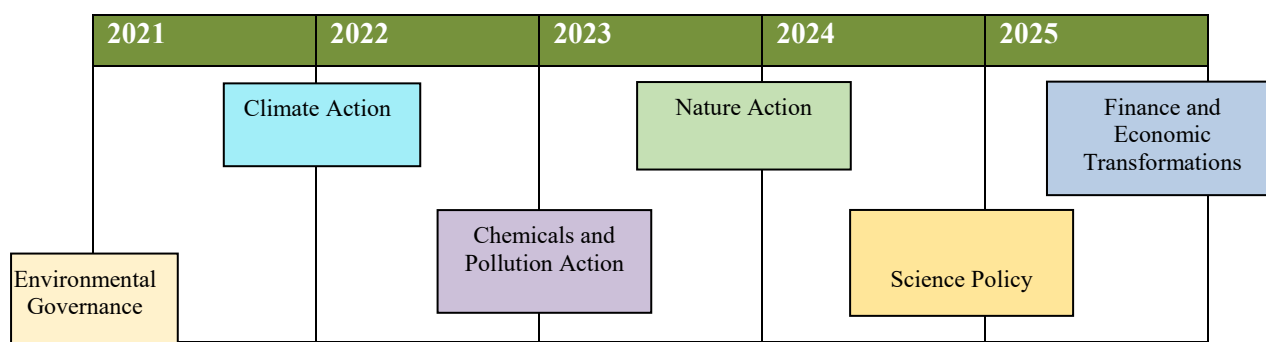 2021 2022 2023 2024 2025
Climate Action
Nature Action
Finance and
Economic
Transformations
Chemicals and
Pollution Action
Science Policy
Environmental
Governance